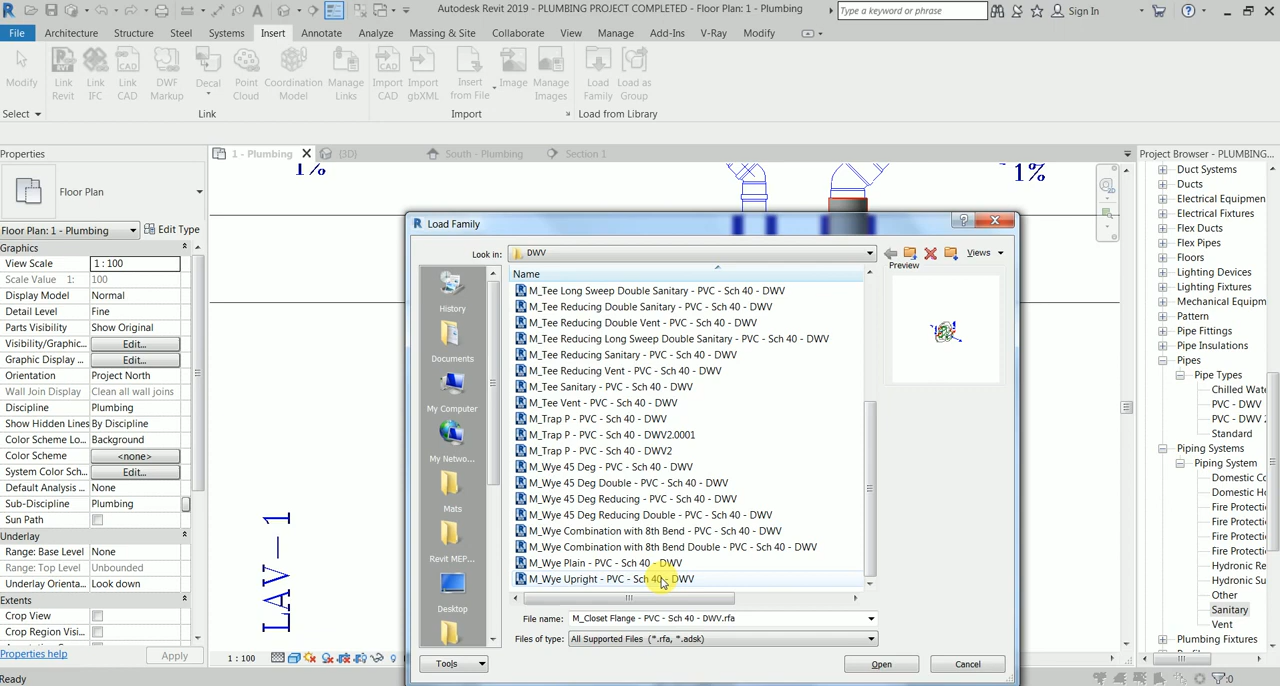 Autodesk Revit 2019 - PLUMBING PROJECT COMPLETED - Floor Plan: 1 - Plumbing
Type a keyword or phrase
Sign In
File Architecture Structure Steel Systems Insert Annotate Analyze Massing & Site Collaborate View Manage Add-Ins V-Ray Modify
Modify
Link Revit
Link IFC
Link CAD
DWF Markup
Decal
Point Cloud
Coordination Model
Manage Links
Import CAD
Import gbXML
Insert from File
Image
Manage Images
Load Family
Load as Group
Select
Link
Import
Load from Library
Properties
1 - Plumbing
{3D}
South - Plumbing
Section 1
Project Browser - PLUMBING...
Floor Plan
Floor Plan: 1 - Plumbing
Edit Type
Graphics
View Scale 1 : 100
Scale Value 1: 100
Display Model Normal
Detail Level Fine
Parts Visibility Show Original
Visibility/Graphic... Edit...
Graphic Display ... Edit...
Orientation Project North
Wall Join Display Clean all wall joins
Discipline Plumbing
Show Hidden Lines By Discipline
Color Scheme Lo... Background
Color Scheme <none>
System Color Sch... Edit...
Default Analysis ... None
Sub-Discipline Plumbing
Sun Path
Underlay
Range: Base Level None
Range: Top Level Unbounded
Underlay Orienta... Look down
Extents
Crop View
Crop Region Visi...
Properties help
Apply
Ready
1%
1%
LAV-1
1 : 100
Load Family
Look in: DWV
Views
Name
Preview
M_Tee Long Sweep Double Sanitary - PVC - Sch 40 - DWV
M_Tee Reducing Double Sanitary - PVC - Sch 40 - DWV
M_Tee Reducing Double Vent - PVC - Sch 40 - DWV
M_Tee Reducing Long Sweep Double Sanitary - PVC - Sch 40 - DWV
M_Tee Reducing Sanitary - PVC - Sch 40 - DWV
M_Tee Reducing Vent - PVC - Sch 40 - DWV
M_Tee Sanitary - PVC - Sch 40 - DWV
M_Tee Vent - PVC - Sch 40 - DWV
M_Trap P - PVC - Sch 40 - DWV
M_Trap P - PVC - Sch 40 - DWV2.0001
M_Trap P - PVC - Sch 40 - DWV2
M_Wye 45 Deg - PVC - Sch 40 - DWV
M_Wye 45 Deg Double - PVC - Sch 40 - DWV
M_Wye 45 Deg Reducing - PVC - Sch 40 - DWV
M_Wye 45 Deg Reducing Double - PVC - Sch 40 - DWV
M_Wye Combination with 8th Bend - PVC - Sch 40 - DWV
M_Wye Combination with 8th Bend Double - PVC - Sch 40 - DWV
M_Wye Plain - PVC - Sch 40 - DWV
M_Wye Upright - PVC - Sch 40 - DWV
History
Documents
My Computer
My Netwo...
Mats
Revit MEP...
Desktop
File name: M_Closet Flange - PVC - Sch 40 - DWV.rfa
Files of type: All Supported Files (*.rfa, *.adsk)
Tools
Open
Cancel
Duct Systems
Ducts
Electrical Equipmen
Electrical Fixtures
Flex Ducts
Flex Pipes
Floors
Lighting Devices
Lighting Fixtures
Mechanical Equipm
Pattern
Pipe Fittings
Pipe Insulations
Pipes
Pipe Types
Chilled Wate
PVC - DWV
PVC - DWV 2
Standard
Piping Systems
Piping System
Domestic Co
Domestic Ho
Fire Protecti
Fire Protecti
Fire Protecti
Fire Protecti
Hydronic Re
Hydronic Su
Other
Sanitary
Vent
Plumbing Fixtures
:0